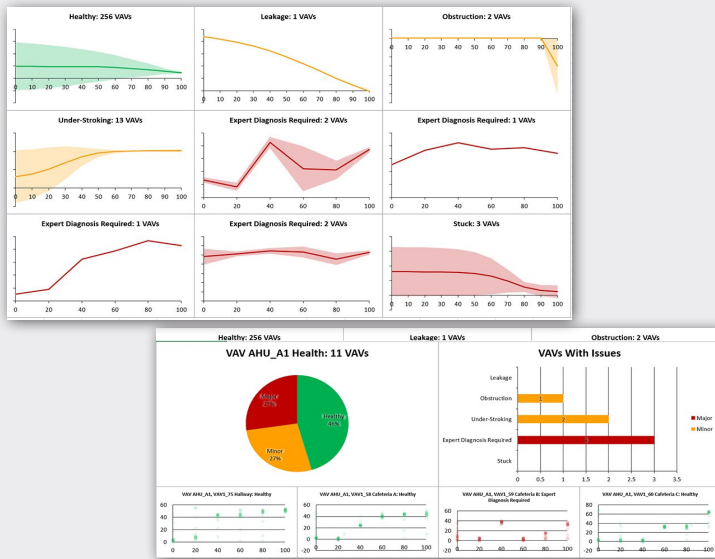 Healthy: 256 VAVs
Leakage: 1 VAVs
Obstruction: 2 VAVs
0 10 20 30 40 50 60 70 80 90 100
0 10 20 30 40 50 60 70 80 90 100
0 10 20 30 40 50 60 70 80 90 100
Under-Stroking: 13 VAVs
Expert Diagnosis Required: 2 VAVs
Expert Diagnosis Required: 1 VAVs
0 10 20 30 40 50 60 70 80 90 100
0 20 40 60 80 100
0 20 40 60 80 100
Expert Diagnosis Required: 1 VAVs
Expert Diagnosis Required: 2 VAVs
Stuck: 3 VAVs
0 20 40 60 80 100
0 20 40 60 80 100
0 10 20 30 40 50 60 70 80 90 100
Healthy: 256 VAVs
Leakage: 1 VAVs
Obstruction: 2 VAVs
VAV AHU_A1 Health: 11 VAVs
Major
Healthy
46%
Minor
27%
VAVs With Issues
Leakage
Obstruction
1
Under-Stroking
2
Expert Diagnosis Required
Stuck
0 0.5 1 1.5 2 2.5 3 3.5
Major
Minor
VAV AHU_A1, VAV1_75 Hallway: Healthy
60
40
20
0
0 20 40 60 80 100
VAV AHU_A1, VAV1_58 Cafeteria A: Healthy
60
40
20
0
-20
0 20 40 60 80 100
VAV AHU_A1, VAV1_59 Cafeteria B: Expert
Diagnosis Required
60
40
20
0
-20
0 20 40 60 80 100
VAV AHU_A1, VAV1_60 Cafeteria C: Healthy
80
60
40
20
0
-20
0 20 40 60 80 100